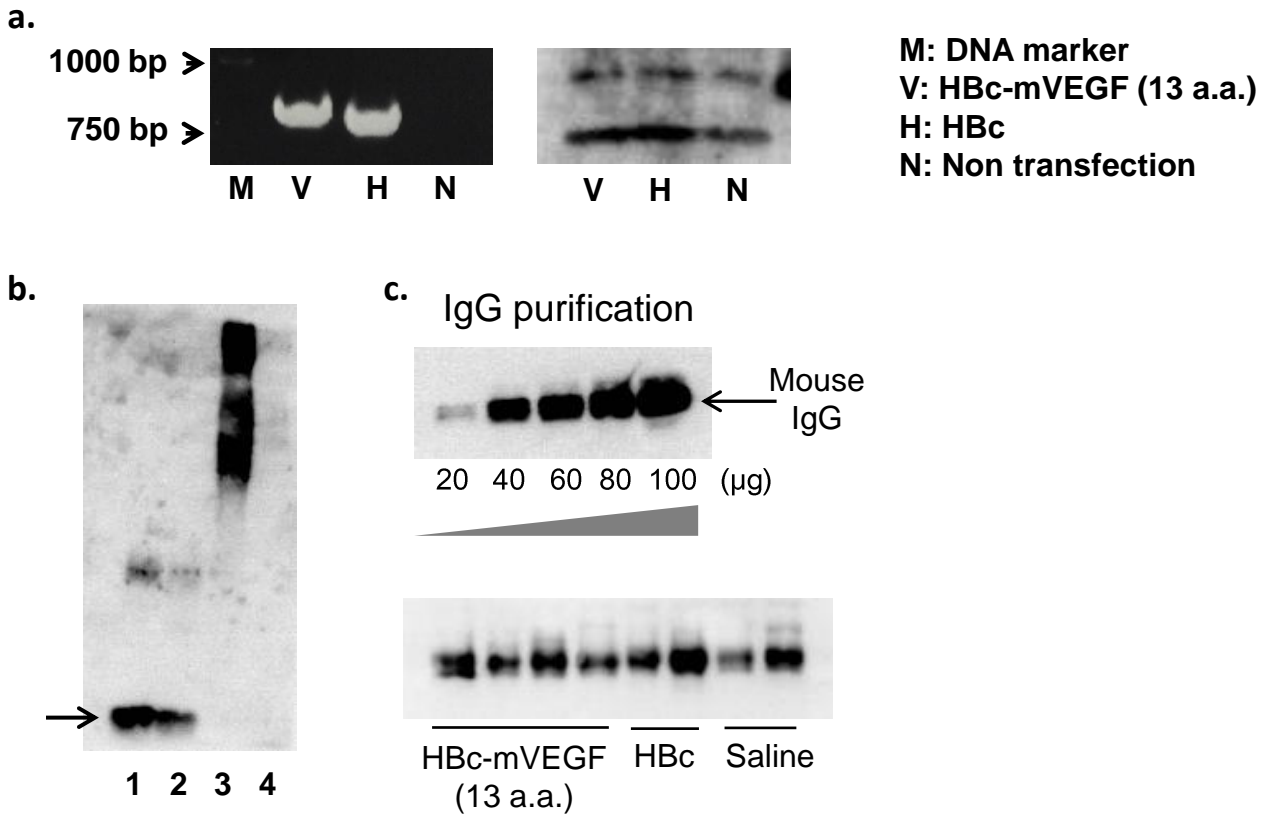 a.
1000 bp
750 bp
M V H N
V H N
M: DNA marker
V: HBc-mVEGF (13 a.a.)
H: HBc
N: Non transfection
b.
1 2 3 4
c.
IgG purification
Mouse
IgG
20 40 60 80 100 (μg)
HBc-mVEGF HBc Saline
(13 a.a.)